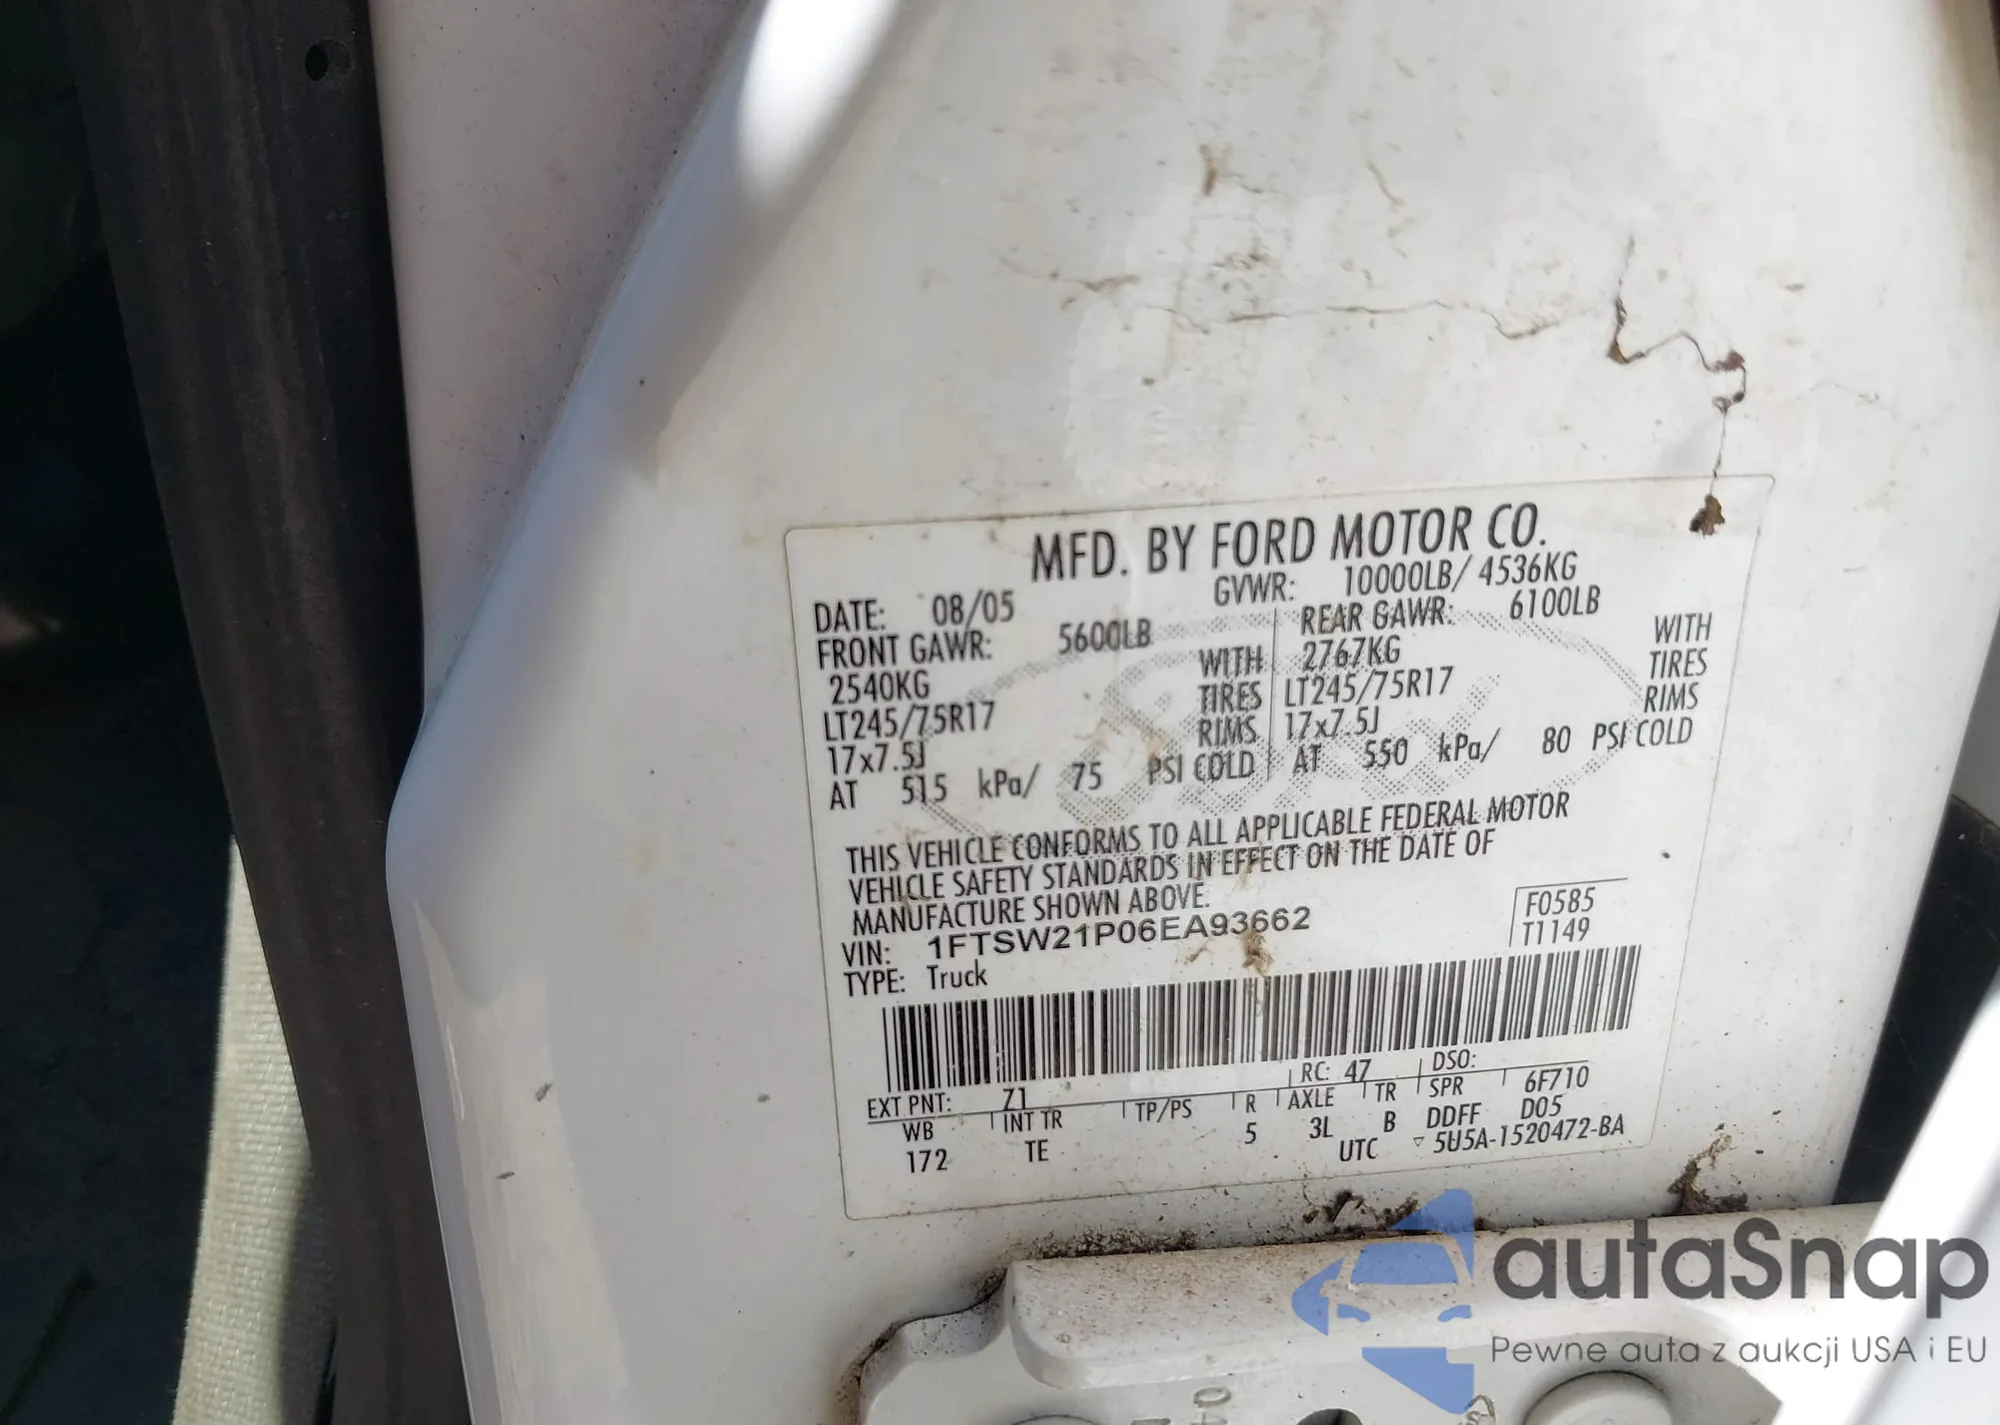 MFD. BY FORD MOTOR CO.
DATE: 08/05 GVWR: 10000LB/ 4536KG
FRONT GAWR: 5600LB REAR GAWR: 6100LB
2540KG WITH 2767KG WITH
LT245/75R17 TIRES LT245/75R17 TIRES
17x7.5J RIMS 17x7.5J RIMS
AT 515 kPa/ 75 PSI COLD AT 550 kPa/ 80 PSI COLD
THIS VEHICLE CONFORMS TO ALL APPLICABLE FEDERAL MOTOR
VEHICLE SAFETY STANDARDS IN EFFECT ON THE DATE OF
MANUFACTURE SHOWN ABOVE.
VIN: 1FTSW21P06EA93662 F0585
TYPE: Truck T1149
EXT PNT: Z1 RC: 47 DSO:
WB INT TR TP/PS R AXLE TR SPR 6F710
172 TE 5 3L B DDFF D05
UTC ▽ 5U5A-1520472-BA
autaSnap
Pewne auta z aukcji USA i EU